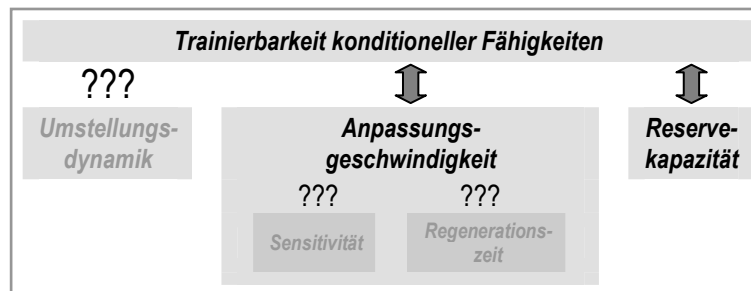 Trainierbarkeit konditioneller Fähigkeiten
???
Umstellungs-
dynamik
Anpassungs-
geschwindigkeit
???
Sensitivität
???
Regenerations-
zeit
Reserve-
kapazität